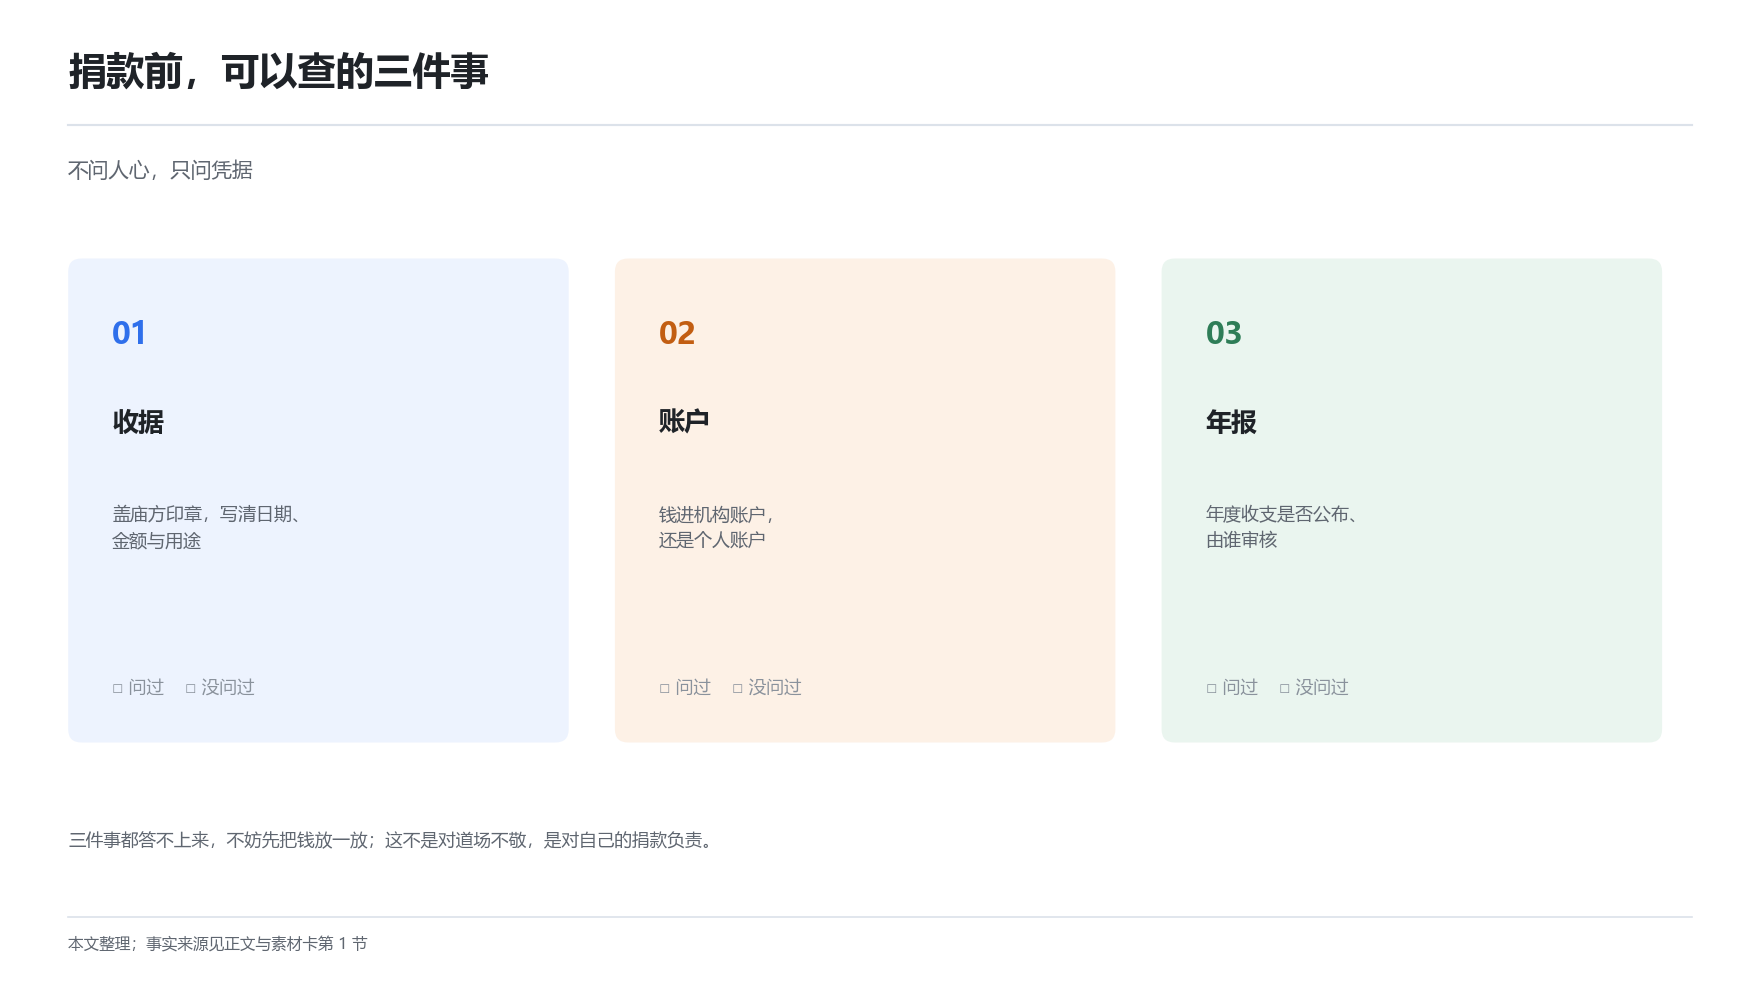 捐款前，可以查的三件事
不问人心，只问凭据
01
收据
盖庙方印章，写清日期、
金额与用途
□ 问过 □ 没问过
02
账户
钱进机构账户，
还是个人账户
□ 问过 □ 没问过
03
年报
年度收支是否公布、
由谁审核
□ 问过 □ 没问过
三件事都答不上来，不妨先把钱放一放；这不是对道场不敬，是对自己的捐款负责。
本文整理；事实来源见正文与素材卡第 1 节